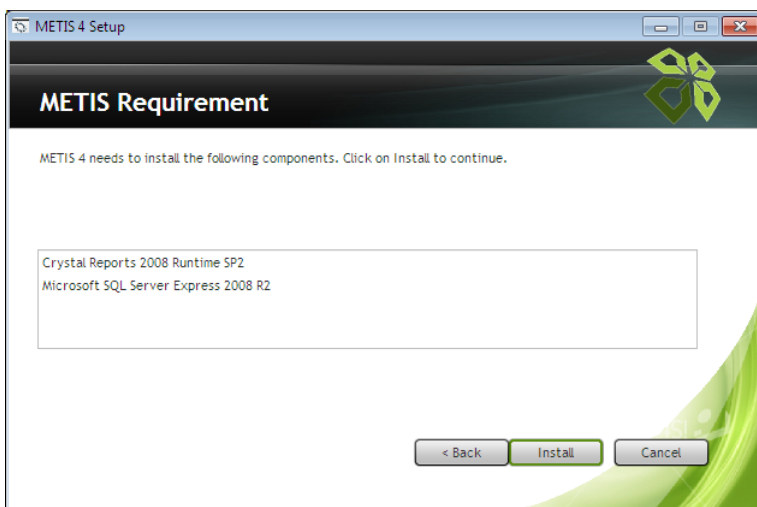 METIS 4 Setup
METIS Requirement
METIS 4 needs to install the following components. Click on Install to continue.
Crystal Reports 2008 Runtime SP2
Microsoft SQL Server Express 2008 R2
< Back Install Cancel